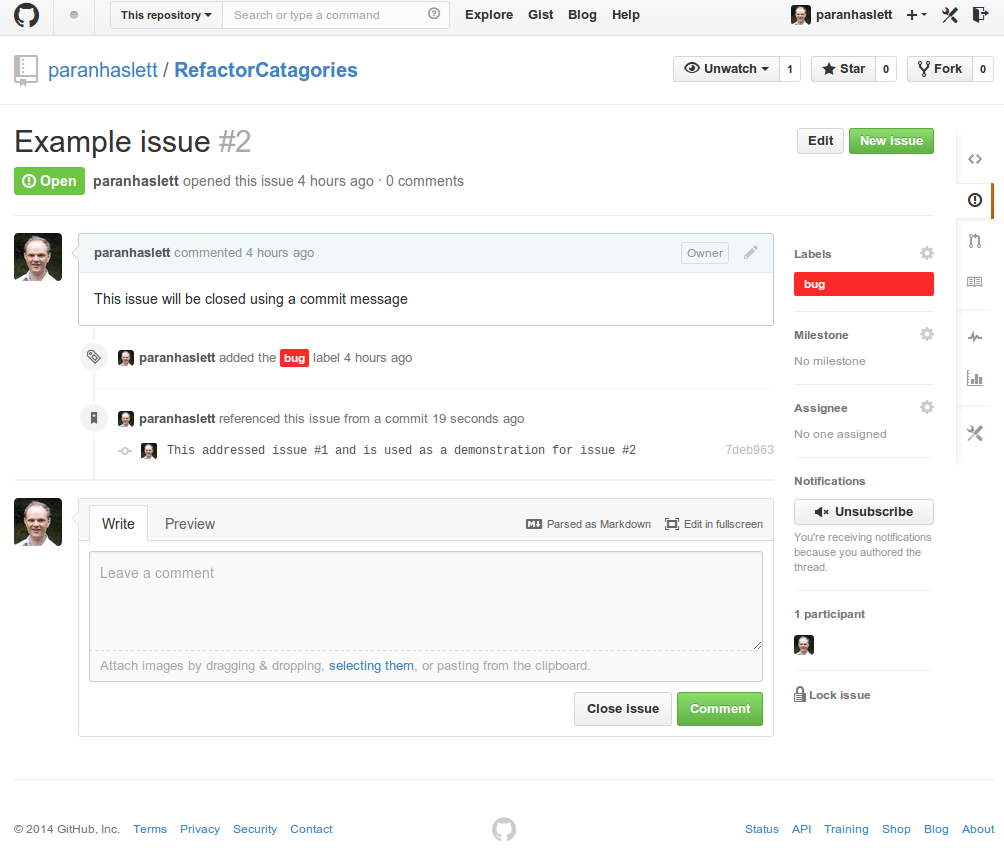 This repository Search or type a command Explore Gist Blog Help paranhaslett
paranhaslett / RefactorCatagories Unwatch 1 Star 0 Fork 0
Example issue #2 Edit New issue
Open paranhaslett opened this issue 4 hours ago · 0 comments
paranhaslett commented 4 hours ago Owner
This issue will be closed using a commit message
paranhaslett added the bug label 4 hours ago
paranhaslett referenced this issue from a commit 19 seconds ago
This addressed issue #1 and is used as a demonstration for issue #2 7deb963
Labels
bug
Milestone
No milestone
Assignee
No one assigned
Notifications
Unsubscribe
You're receiving notifications
because you authored the
thread.
1 participant
Lock issue
Write Preview Parsed as Markdown Edit in fullscreen
Leave a comment
Attach images by dragging & dropping, selecting them, or pasting from the clipboard.
Close issue Comment
© 2014 GitHub, Inc. Terms Privacy Security Contact Status API Training Shop Blog About